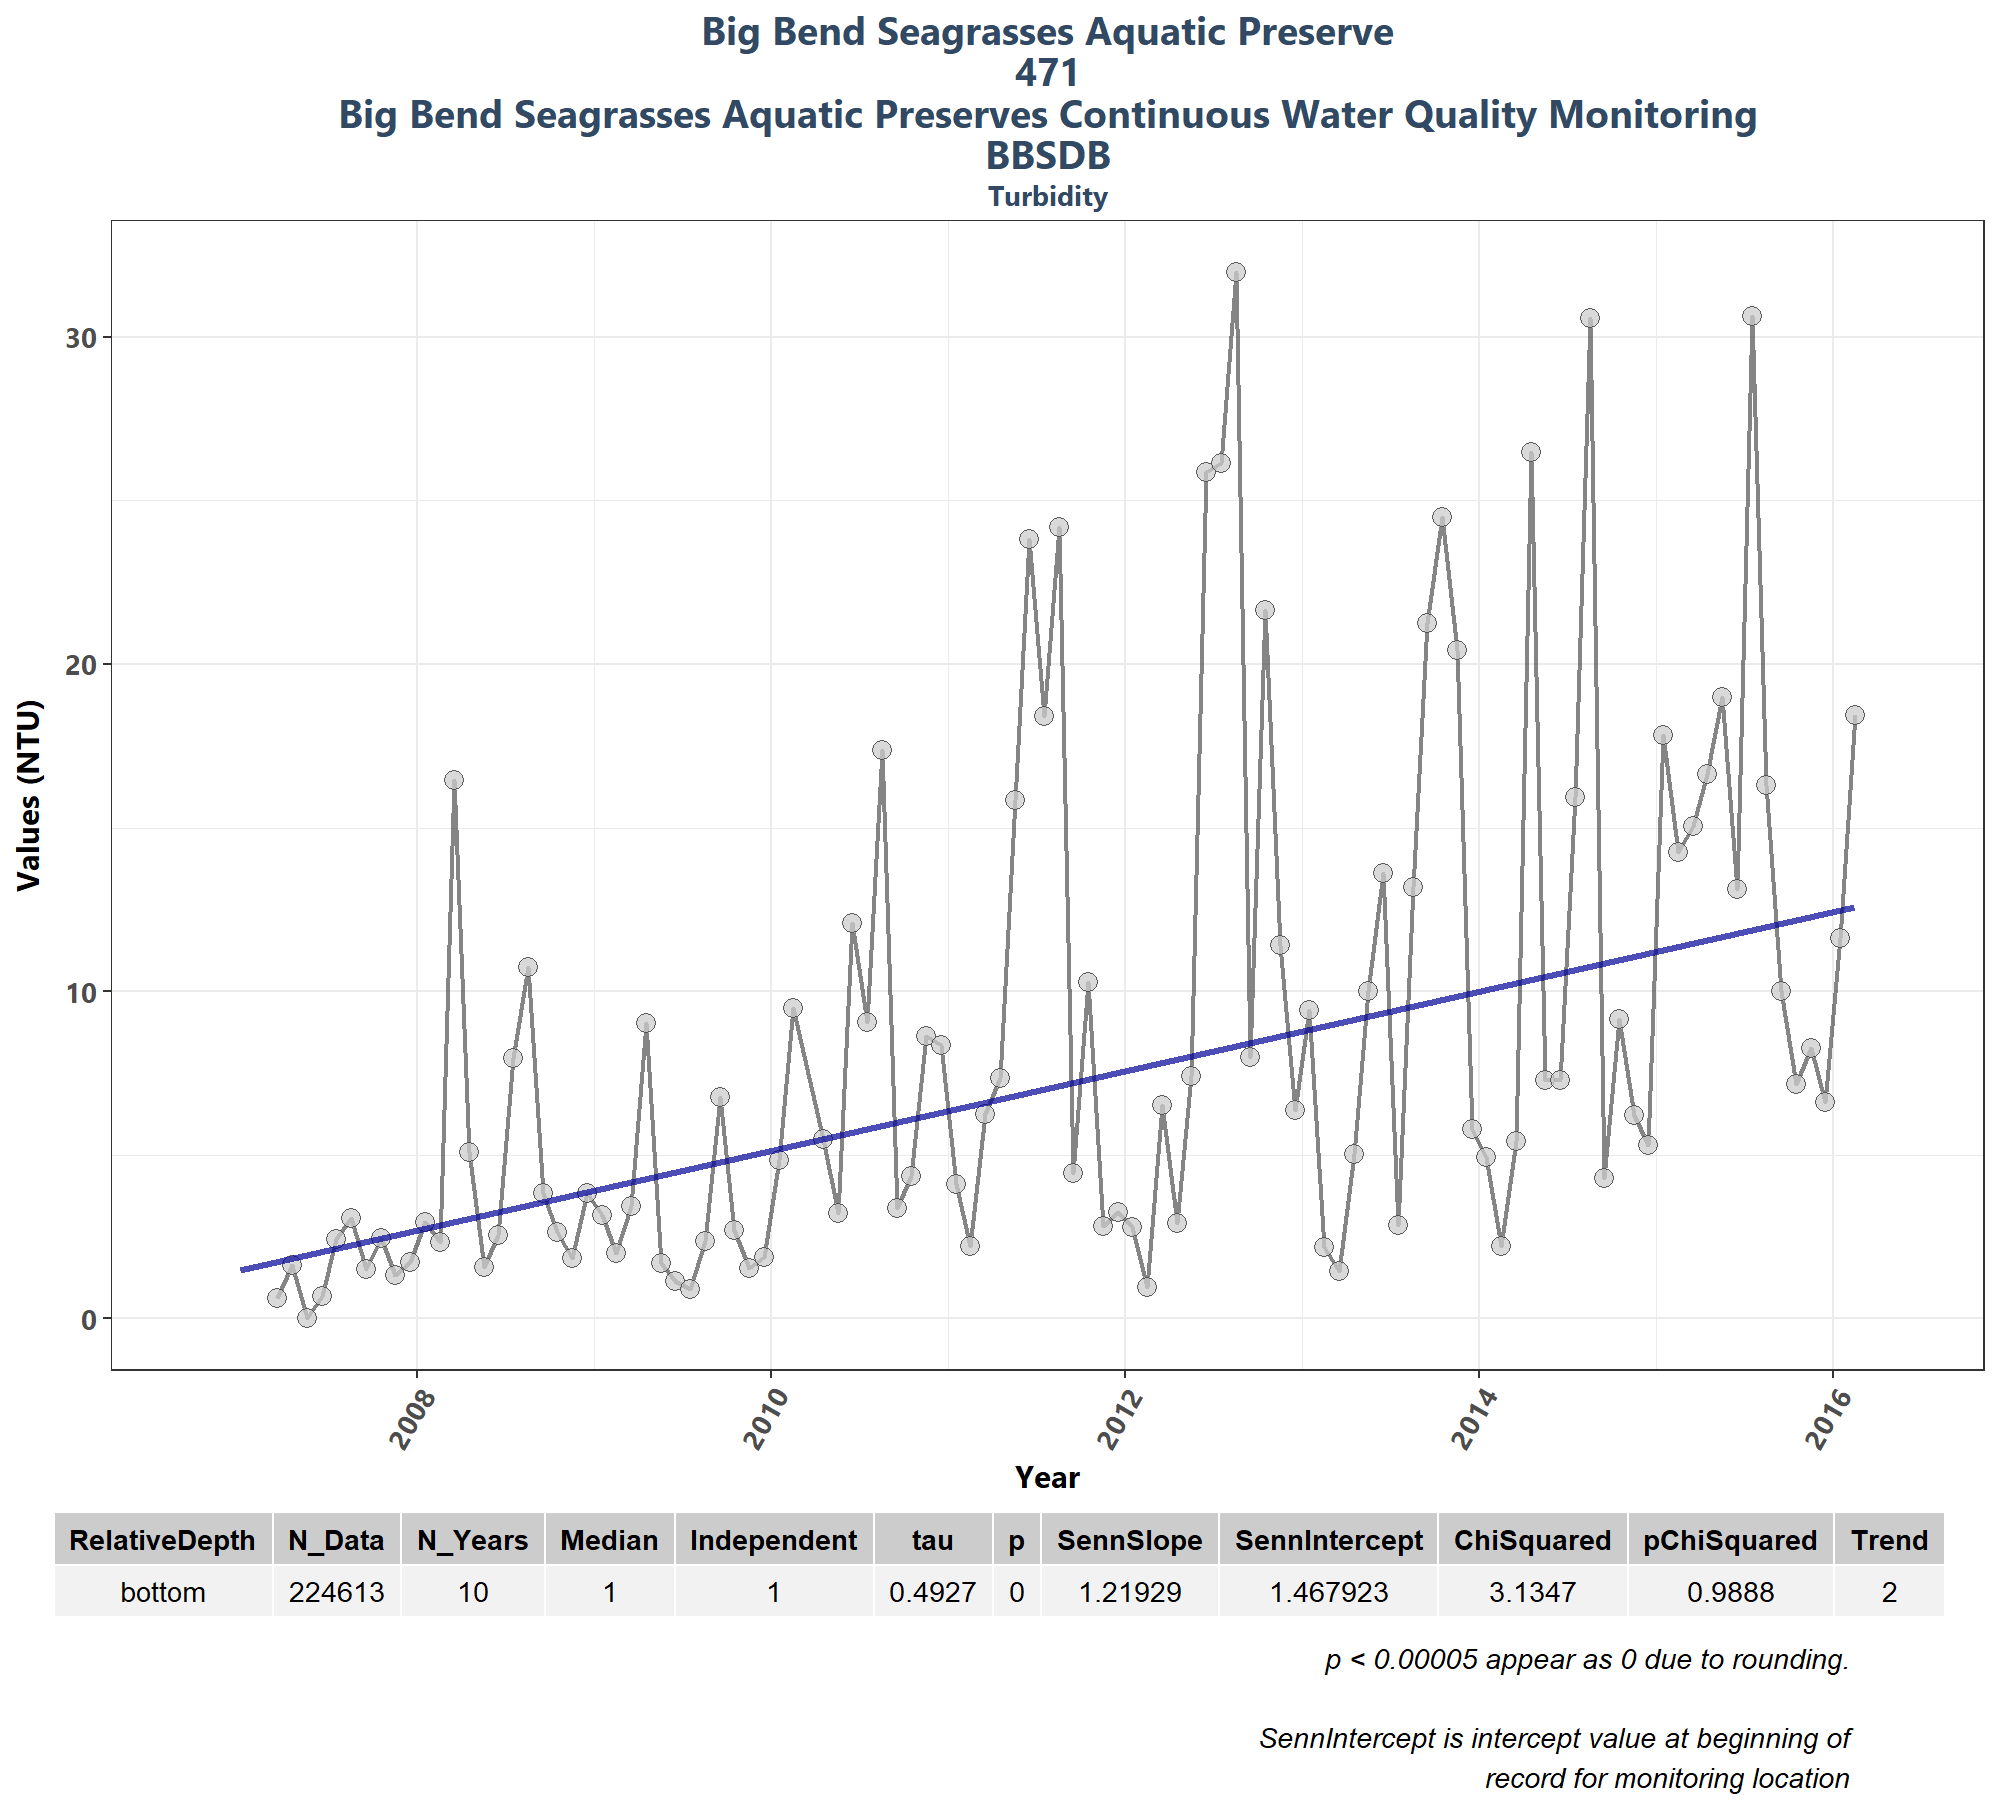 Big Bend Seagrasses Aquatic Preserve
471
Big Bend Seagrasses Aquatic Preserves Continuous Water Quality Monitoring
BBSDB
Turbidity
30
20
10
0
Values (NTU)
2008 2010 2012 2014 2016
Year
RelativeDepth N_Data N_Years Median Independent tau p SennSlope SennIntercept ChiSquared pChiSquared Trend
bottom 224613 10 1 1 0.4927 0 1.21929 1.467923 3.1347 0.9888 2
p < 0.00005 appear as 0 due to rounding.
SennIntercept is intercept value at beginning of
record for monitoring location